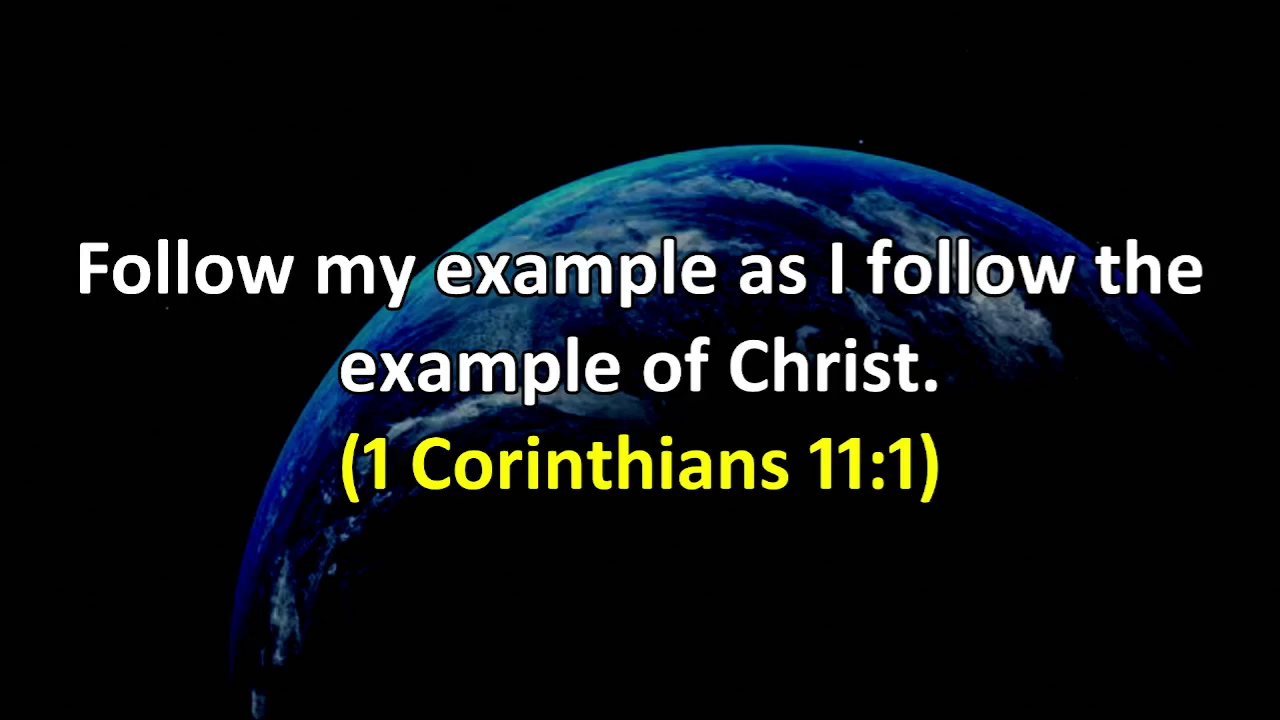 Follow my example as I follow the
example of Christ.
(1 Corinthians 11:1)